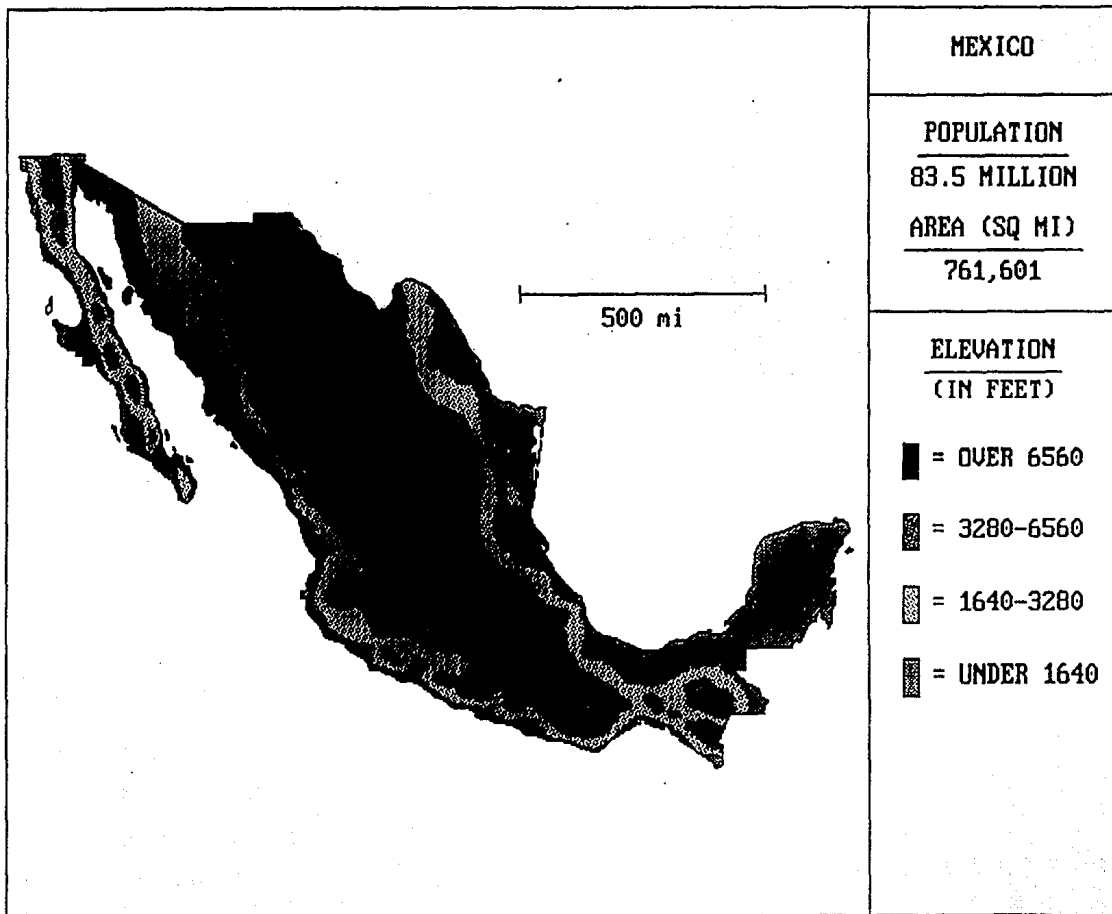 MEXICO
POPULATION
83.5 MILLION
AREA (SQ MI)
761,601
500 mi
ELEVATION
(IN FEET)
= OVER 6560
= 3280-6560
= 1640-3280
= UNDER 1640